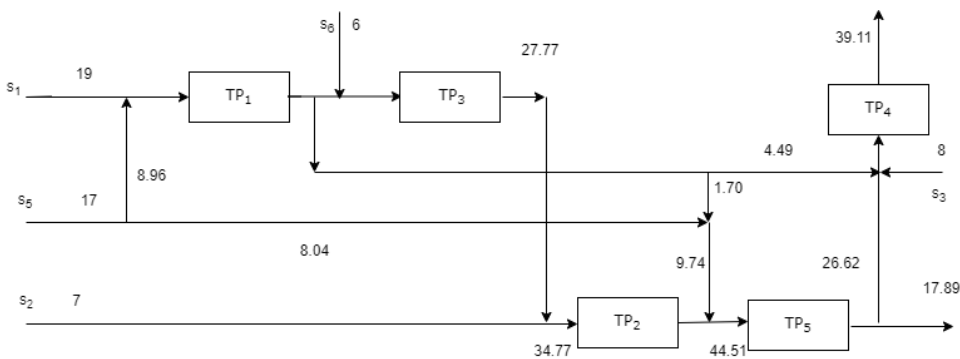 s₆ 6
27.77
39.11
19
s₁
TP₁
TP₃
TP₄
4.49
8
8.96
1.70
s₃
s₅ 17
8.04
9.74
26.62
s₂ 7
17.89
TP₂
TP₅
34.77
44.51